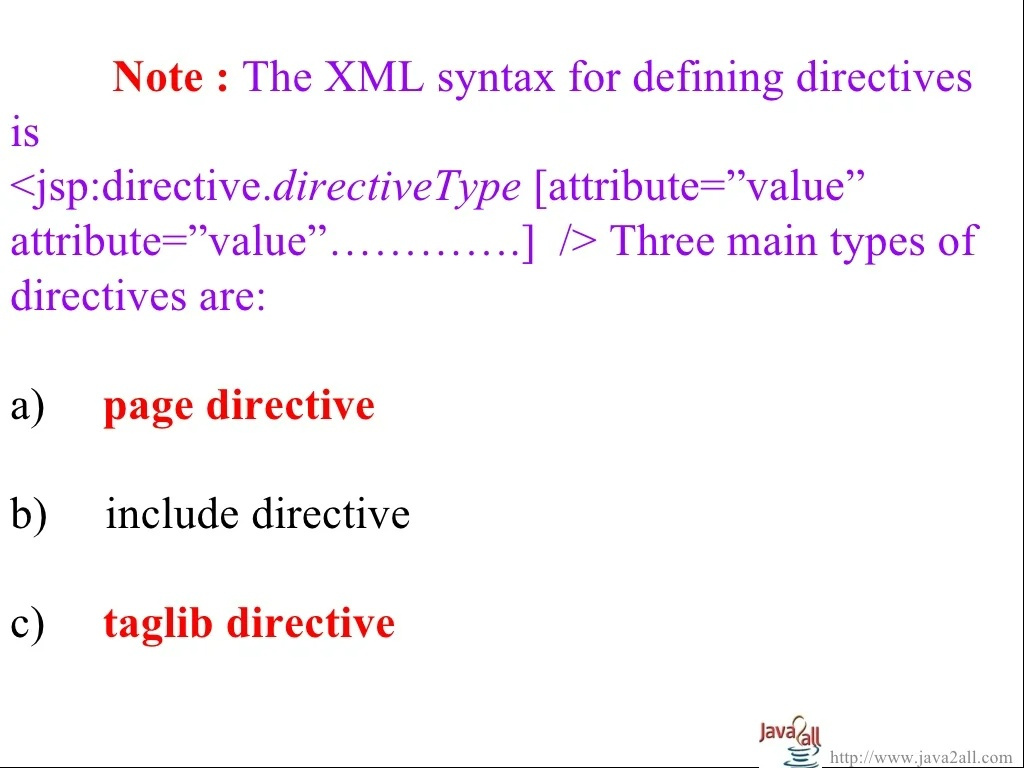 Note : The XML syntax for defining directives
is
<jsp:directive.directiveType [attribute=”value”
attribute=”value”………….]  /> Three main types of
directives are:
a) page directive
b) include directive
c) taglib directive
Java2all
http://www.java2all.com